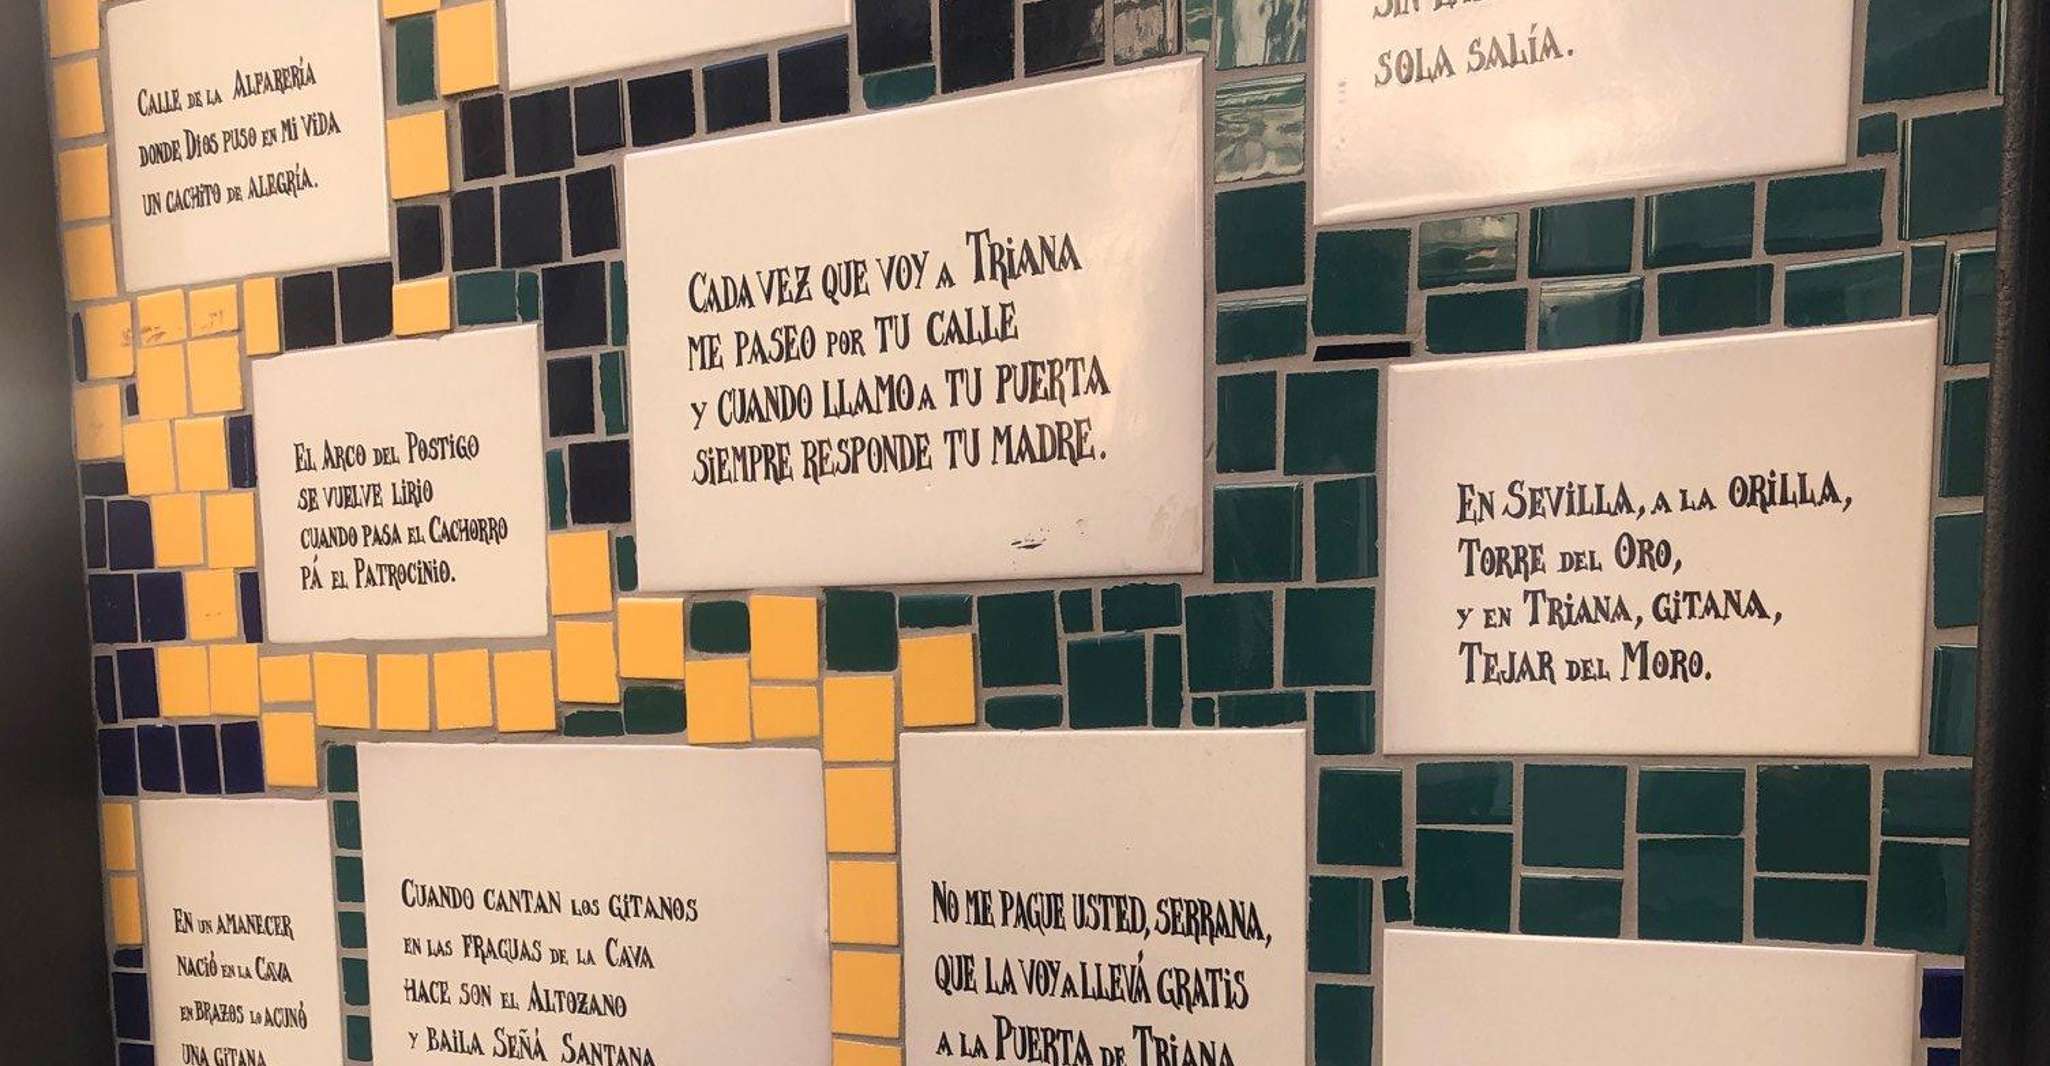 CALLE DE LA ALFARERÍA
DONDE DIOS PUSO EN MI VIDA
UN CACHITO DE ALEGRÍA.
SIN
SOLA SALÍA.
CADA VEZ QUE VOY A TRIANA
ME PASEO POR TU CALLE
Y CUANDO LLAMO A TU PUERTA
SIEMPRE RESPONDE TU MADRE.
EL ARCO DEL POSTIGO
SE VUELVE LIRIO
CUANDO PASA EL CACHORRO
PÁ EL PATROCINIO.
EN SEVILLA, A LA ORILLA,
TORRE DEL ORO,
Y EN TRIANA, GITANA,
TEJAR DEL MORO.
EN UN AMANECER
NACIÓ EN LA CAVA
EN BRAZOS LO ACUNÓ
UNA GITANA
CUANDO CANTAN LOS GITANOS
EN LAS FRAGUAS DE LA CAVA
HACE SON EL ALTOZANO
Y BAILA SEÑÁ SANTANA
NO ME PAGUE USTED, SERRANA,
QUE LA VOY A LLEVÁ GRATIS
A LA PUERTA DE TRIANA